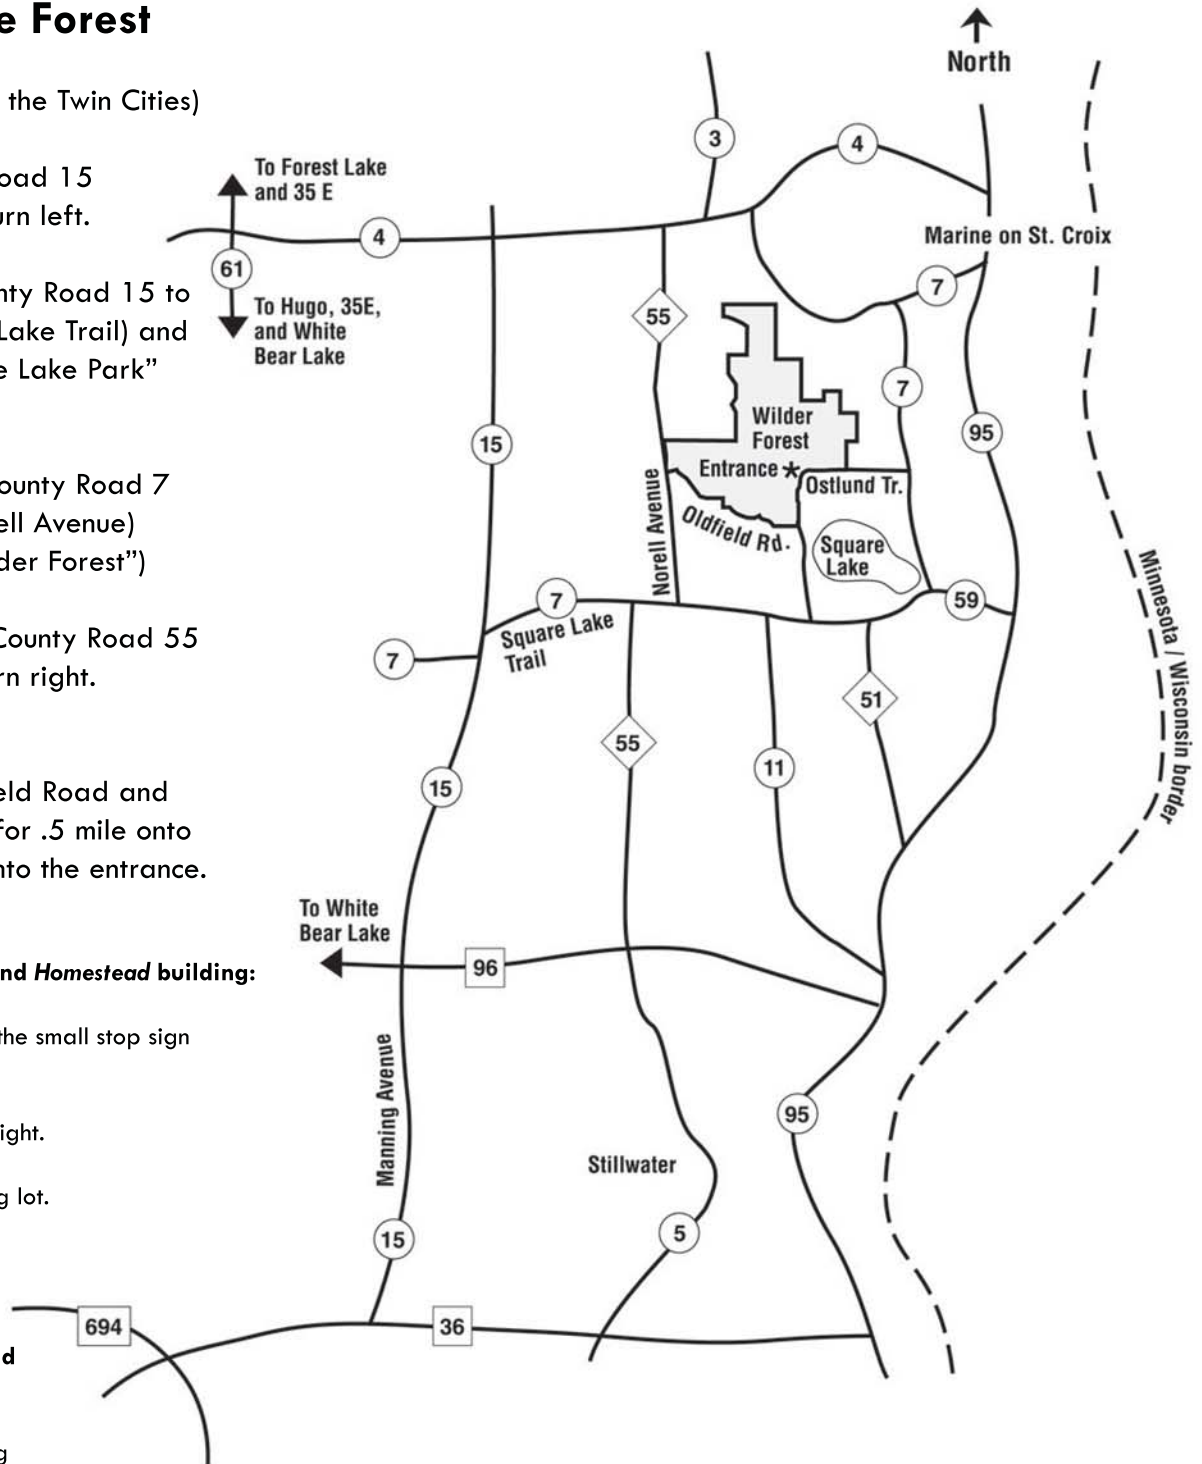 e Forest
the Twin Cities)
oad 15
urn left.
nty Road 15 to
Lake Trail) and
e Lake Park”
ounty Road 7
ell Avenue)
der Forest”)
County Road 55
rn right.
eld Road and
for .5 mile onto
nto the entrance.
nd Homestead building:
the small stop sign
ight.
g lot.
d
g
North
3
4
To Forest Lake
and 35 E
4
Marine on St. Croix
61
7
To Hugo, 35E,
and White
Bear Lake
55
7
Wilder
Forest
15
95
Entrance *
Ostlund Tr.
Norell Avenue
Oldfield Rd.
Square
Lake
Minnesota / Wisconsin border
7
59
Square Lake
Trail
7
51
55
11
15
To White
Bear Lake
96
Manning Avenue
95
Stillwater
5
15
694
36